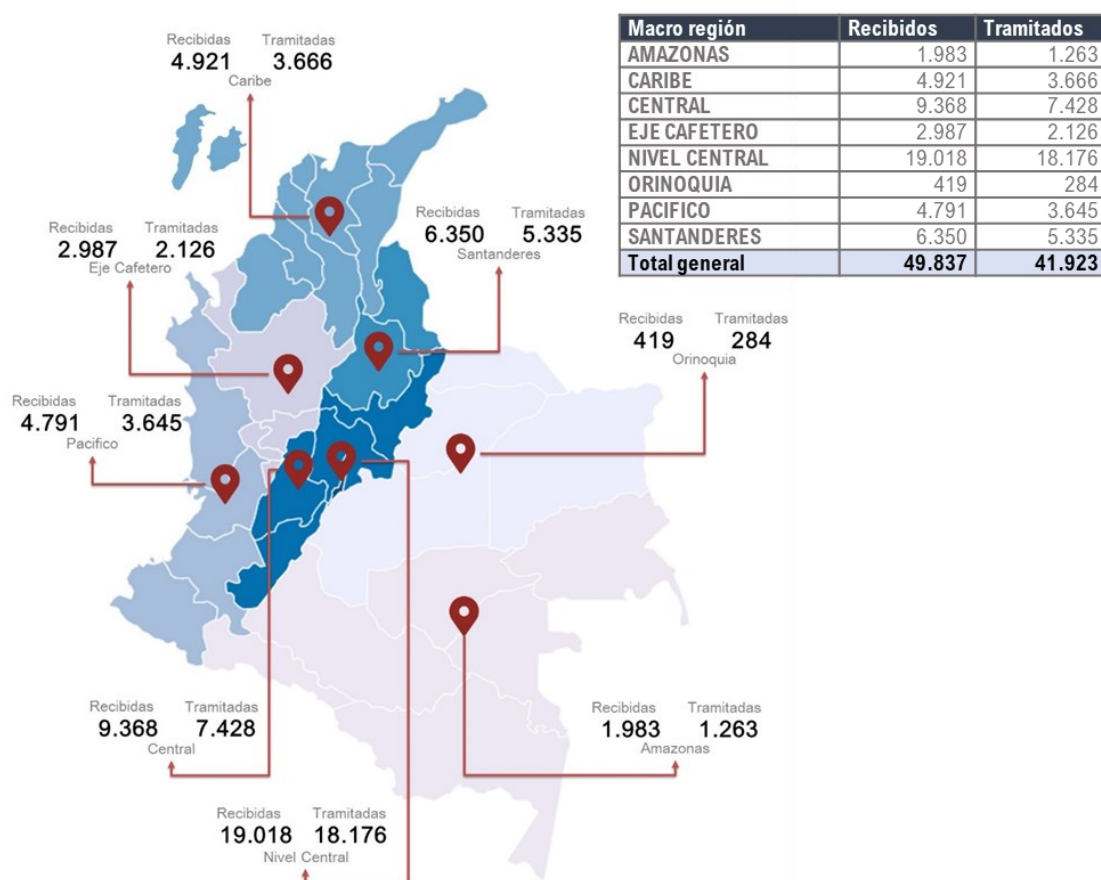 Recibidas Tramitadas
4.921 3.666
Caribe
Macro región Recibidos Tramitados
AMAZONAS 1.983 1.263
CARIBE 4.921 3.666
CENTRAL 9.368 7.428
EJE CAFETERO 2.987 2.126
NIVEL CENTRAL 19.018 18.176
ORINOQUIA 419 284
PACIFICO 4.791 3.645
SANTANDERES 6.350 5.335
Total general 49.837 41.923
Recibidas Tramitadas
6.350 5.335
Santanderes
Recibidas Tramitadas
2.987 2.126
Eje Cafetero
Recibidas Tramitadas
419 284
Orinoquia
Recibidas Tramitadas
4.791 3.645
Pacifico
Recibidas Tramitadas
9.368 7.428
Central
Recibidas Tramitadas
1.983 1.263
Amazonas
Recibidas Tramitadas
19.018 18.176
Nivel Central